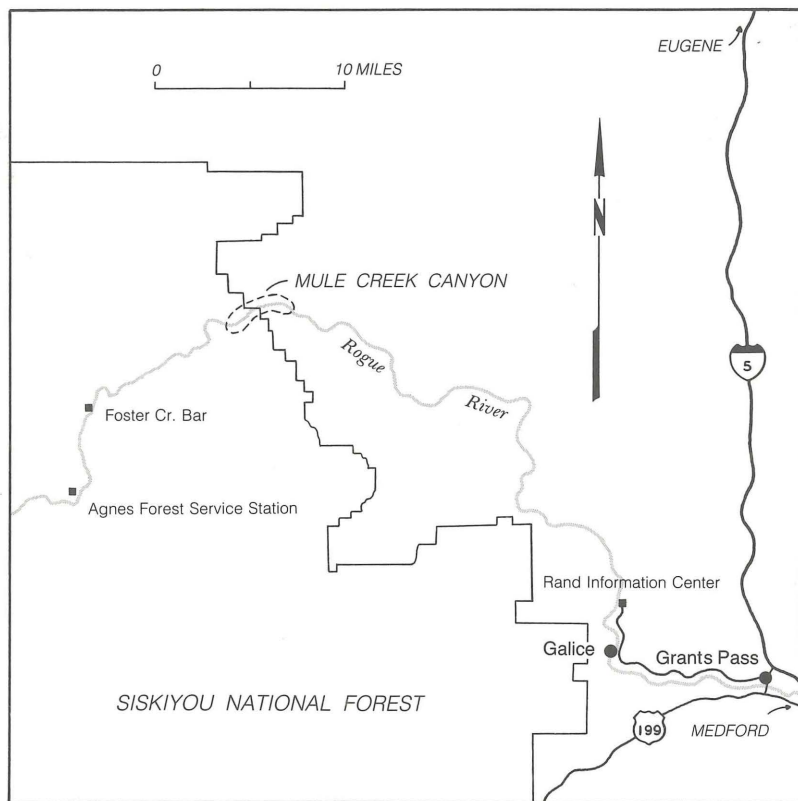 EUGENE
0 10 MILES
N
MULE CREEK CANYON
Rogue
River
5
Foster Cr. Bar
Agnes Forest Service Station
Rand Information Center
Galice
Grants Pass
SISKIYOU NATIONAL FOREST
199
MEDFORD